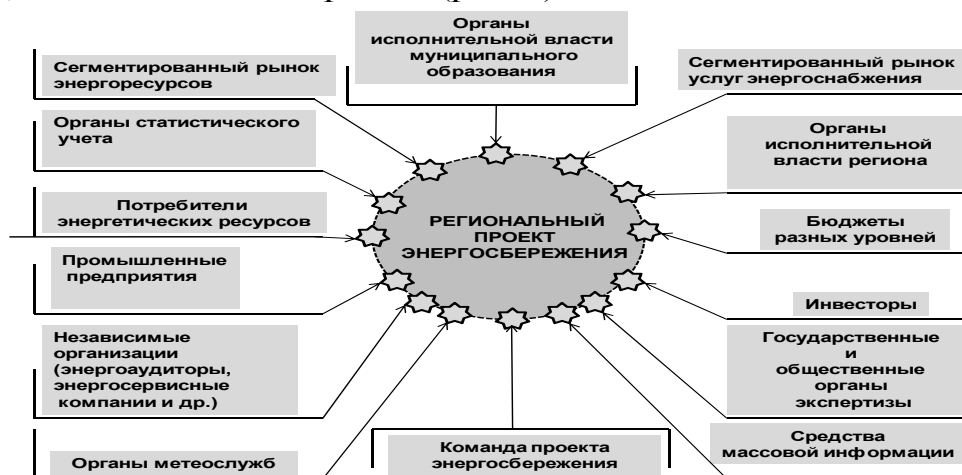 Органы
исполнительной власти
муниципального
образования
Сегментированный рынок
энергоресурсов
Сегментированный рынок
услуг энергоснабжения
Органы статистического
учета
Органы
исполнительной
власти региона
Потребители
энергетических ресурсов
РЕГИОНАЛЬНЫЙ
ПРОЕКТ
ЭНЕРГОСБЕРЕЖЕНИЯ
Бюджеты
разных уровней
Промышленные
предприятия
Инвесторы
Независимые
организации
(энергоаудиторы,
энергосервисные
компании и др.)
Государственные
и
общественные
органы
экспертизы
Органы метеослужб
Команда проекта
энергосбережения
Средства
массовой информации